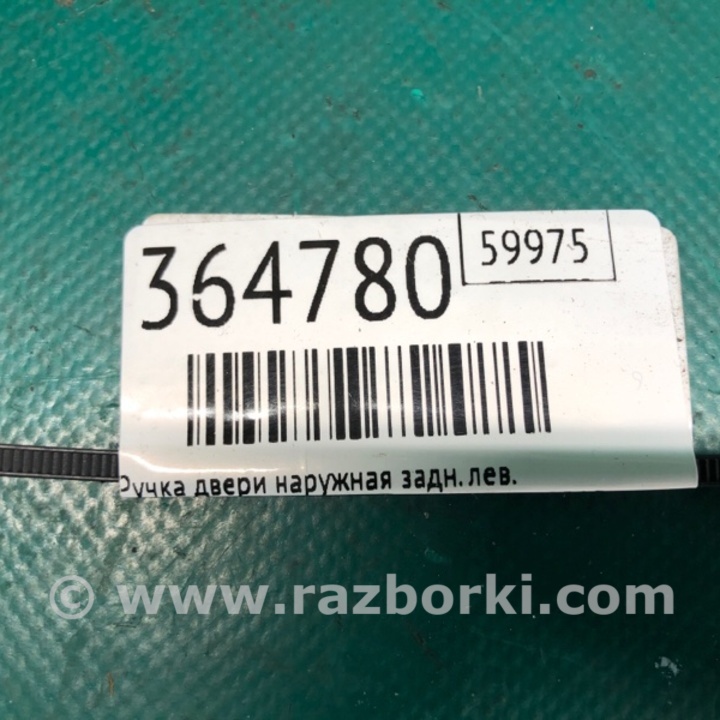 364780
59975
Ручка двери наружная задн.лев.
© www.razborki.com